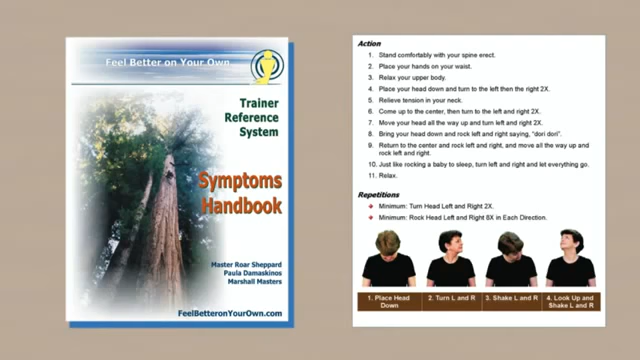 Feel Better on Your Own
Trainer
Reference
System
Symptoms
Handbook
Master Roar Sheppard
Paula Damaskinos
Marshall Masters
FeelBetteronYourOwn.com
Action
1. Stand comfortably with your spine erect.
2. Place your hands on your waist.
3. Relax your upper body.
4. Place your head down and turn to the left then the right 2X.
5. Relieve tension in your neck.
6. Come up to the center, then turn to the left and right 2X.
7. Move your head all the way up and turn left and right 2X.
8. Bring your head down and rock left and right saying, "dori dori".
9. Return to the center and rock left and right, and move all the way up and
rock left and right.
10. Just like rocking a baby to sleep, turn left and right and let everything go.
11. Relax.
Repetitions
Minimum: Turn Head Left and Right 2X.
Minimum: Rock Head Left and Right 8X in Each Direction.
1. Place Head
Down
2. Turn L and R
3. Shake L and R
4. Look Up and
Shake L and R